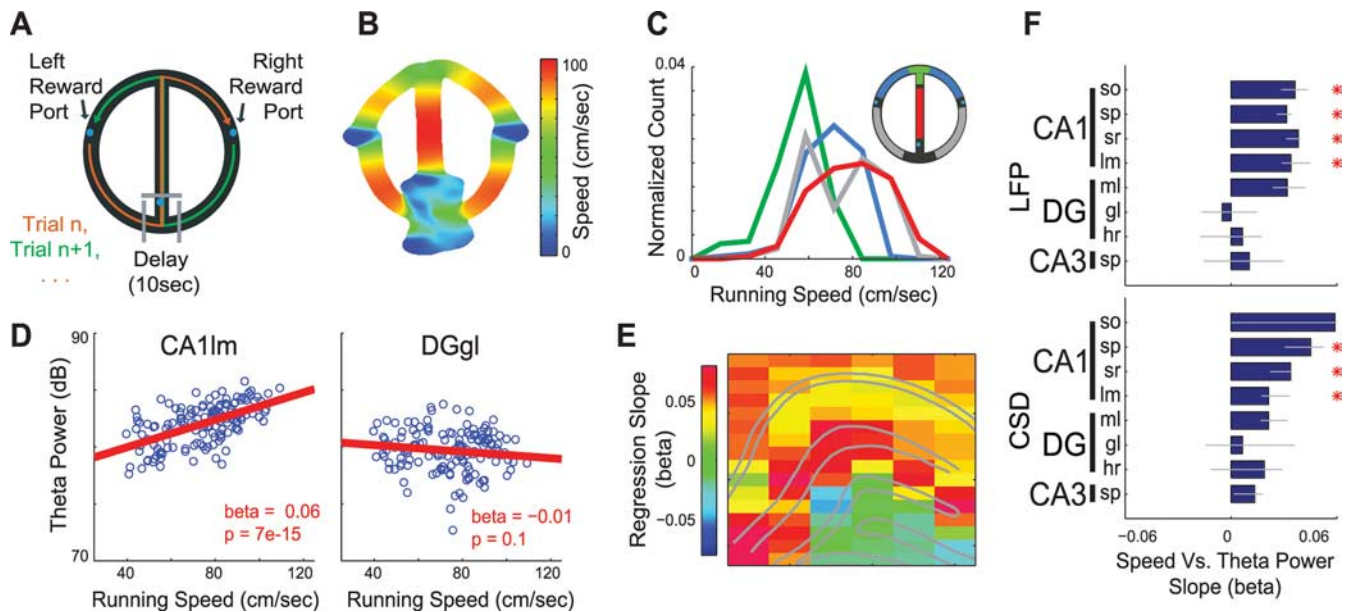 A
Left
Reward
Port
Right
Reward
Port
Trial n,
Trial n+1,
. . .
Delay
(10sec)
B
100
0
Speed (cm/sec)
C
0.04
0
Normalized Count
0
40
80
120
Running Speed (cm/sec)
D
90
70
Theta Power (dB)
CA1lm
beta = 0.06
p = 7e-15
40
80
120
Running Speed (cm/sec)
DGgl
beta = −0.01
p = 0.1
40
80
120
Running Speed (cm/sec)
E
Regression Slope
(beta)
0.05
0
−0.05
F
LFP
CA1
so
sp
sr
lm
DG
ml
gl
hr
CA3
sp
CSD
CA1
so
sp
sr
lm
DG
ml
gl
hr
CA3
sp
−0.06
0
0.06
Speed Vs. Theta Power
Slope (beta)